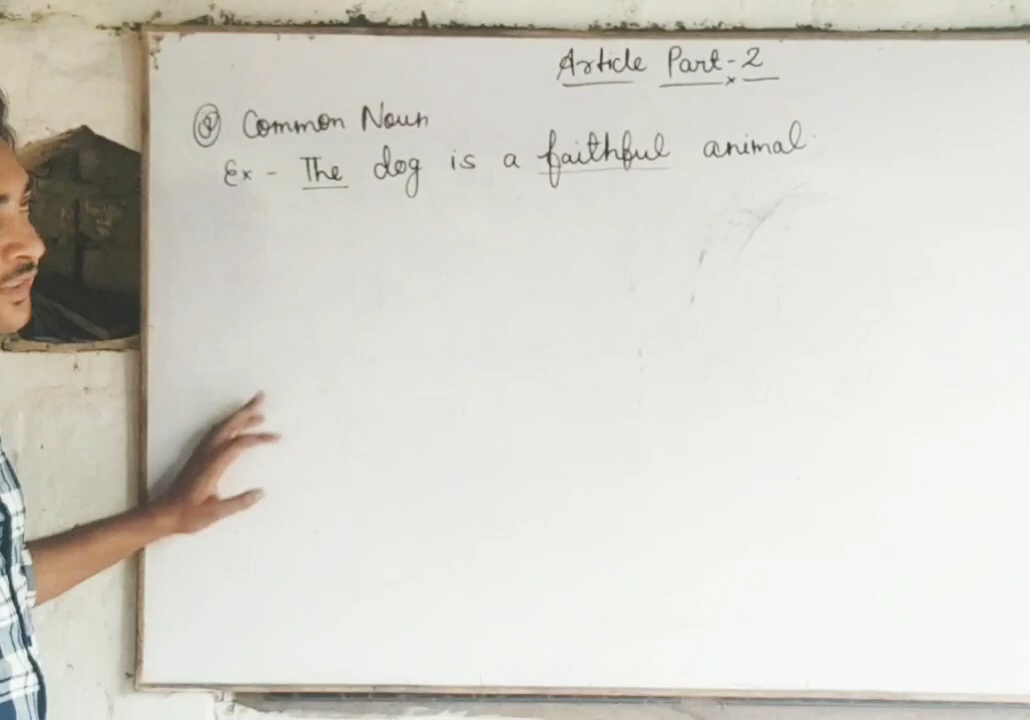 Article Part-2
Common Noun
Ex - The dog is a faithful animal.